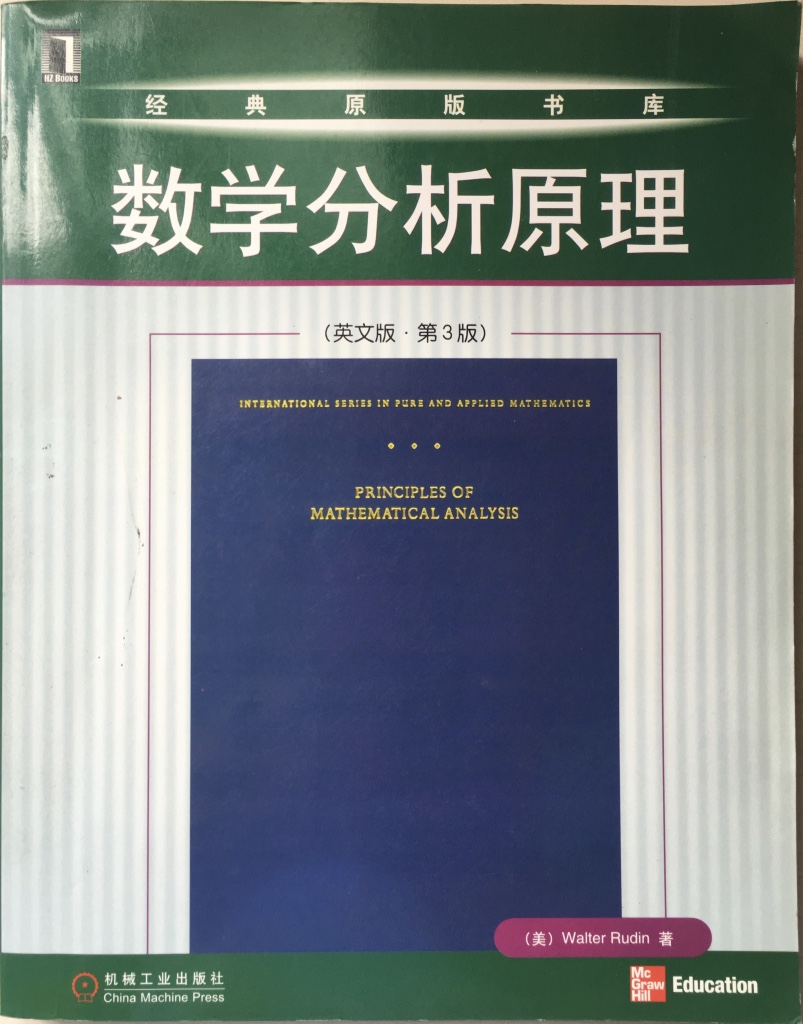 HZ BOOKS
经典原版书库
数学分析原理
（英文版·第3版）
INTERNATIONAL SERIES IN PURE AND APPLIED MATHEMATICS
PRINCIPLES OF
MATHEMATICAL ANALYSIS
（美）Walter Rudin 著
机械工业出版社
China Machine Press
Mc
Graw
Hill
Education